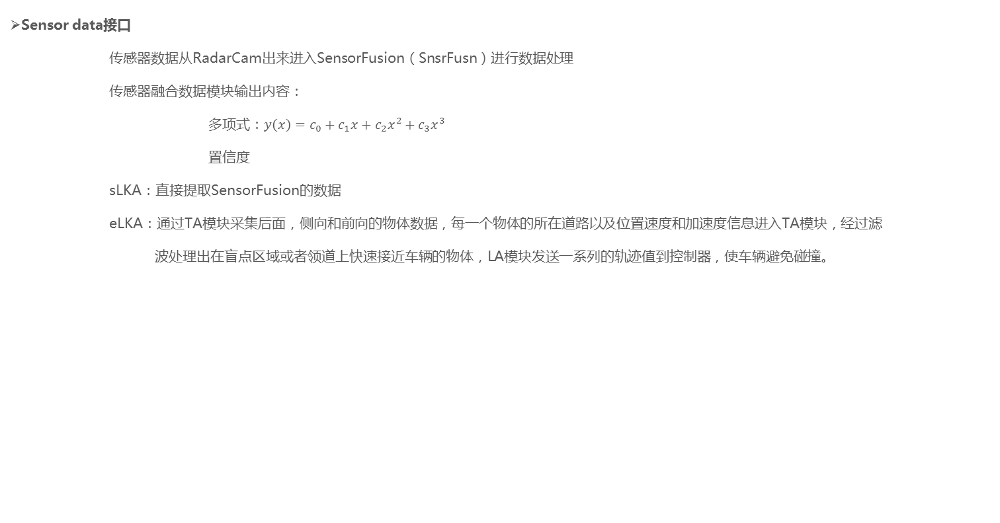 ➢Sensor data接口
传感器数据从RadarCam出来进入SensorFusion（SnsrFusn）进行数据处理
传感器融合数据模块输出内容：
多项式：y(x) = c₀ + c₁x + c₂x² + c₃x³
置信度
sLKA：直接提取SensorFusion的数据
eLKA：通过TA模块采集后面，侧向和前向的物体数据，每一个物体的所在道路以及位置速度和加速度信息进入TA模块，经过滤
波处理出在盲点区域或者领道上快速接近车辆的物体，LA模块发送一系列的轨迹值到控制器，使车辆避免碰撞。